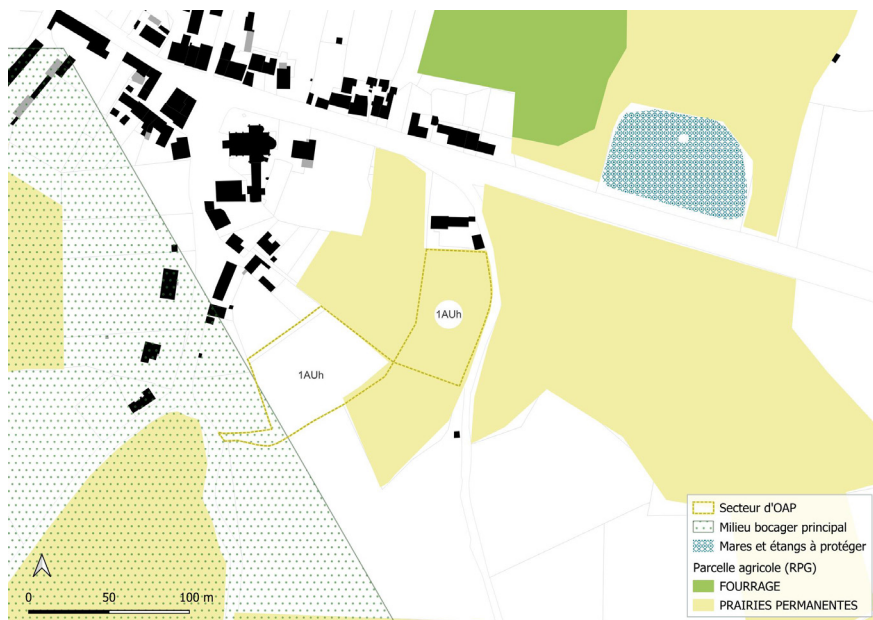 1AUh
1AUh
Secteur d'OAP
Milieu bocager principal
Mares et étangs à protéger
Parcelle agricole (RPG)
FOURRAGE
PRAIRIES PERMANENTES
0 50 100 m